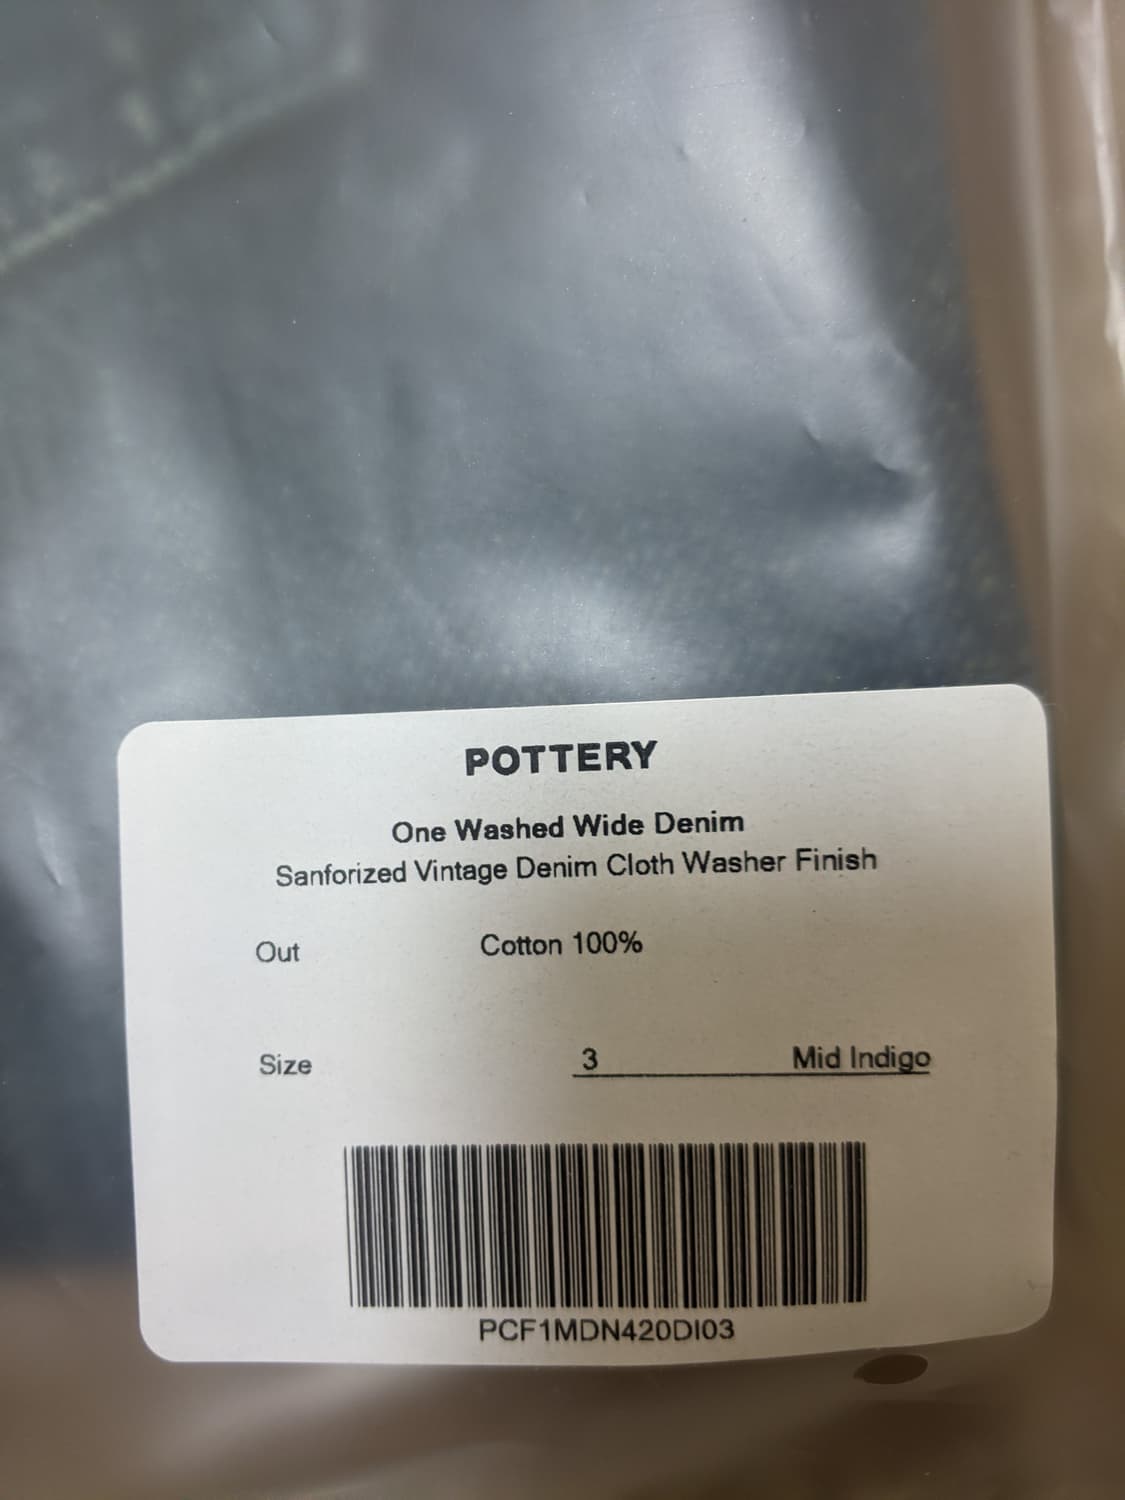 POTTERY
One Washed Wide Denim
Sanforized Vintage Denim Cloth Washer Finish
Out Cotton 100%
Size 3 Mid Indigo
PCF1MDN420DI03